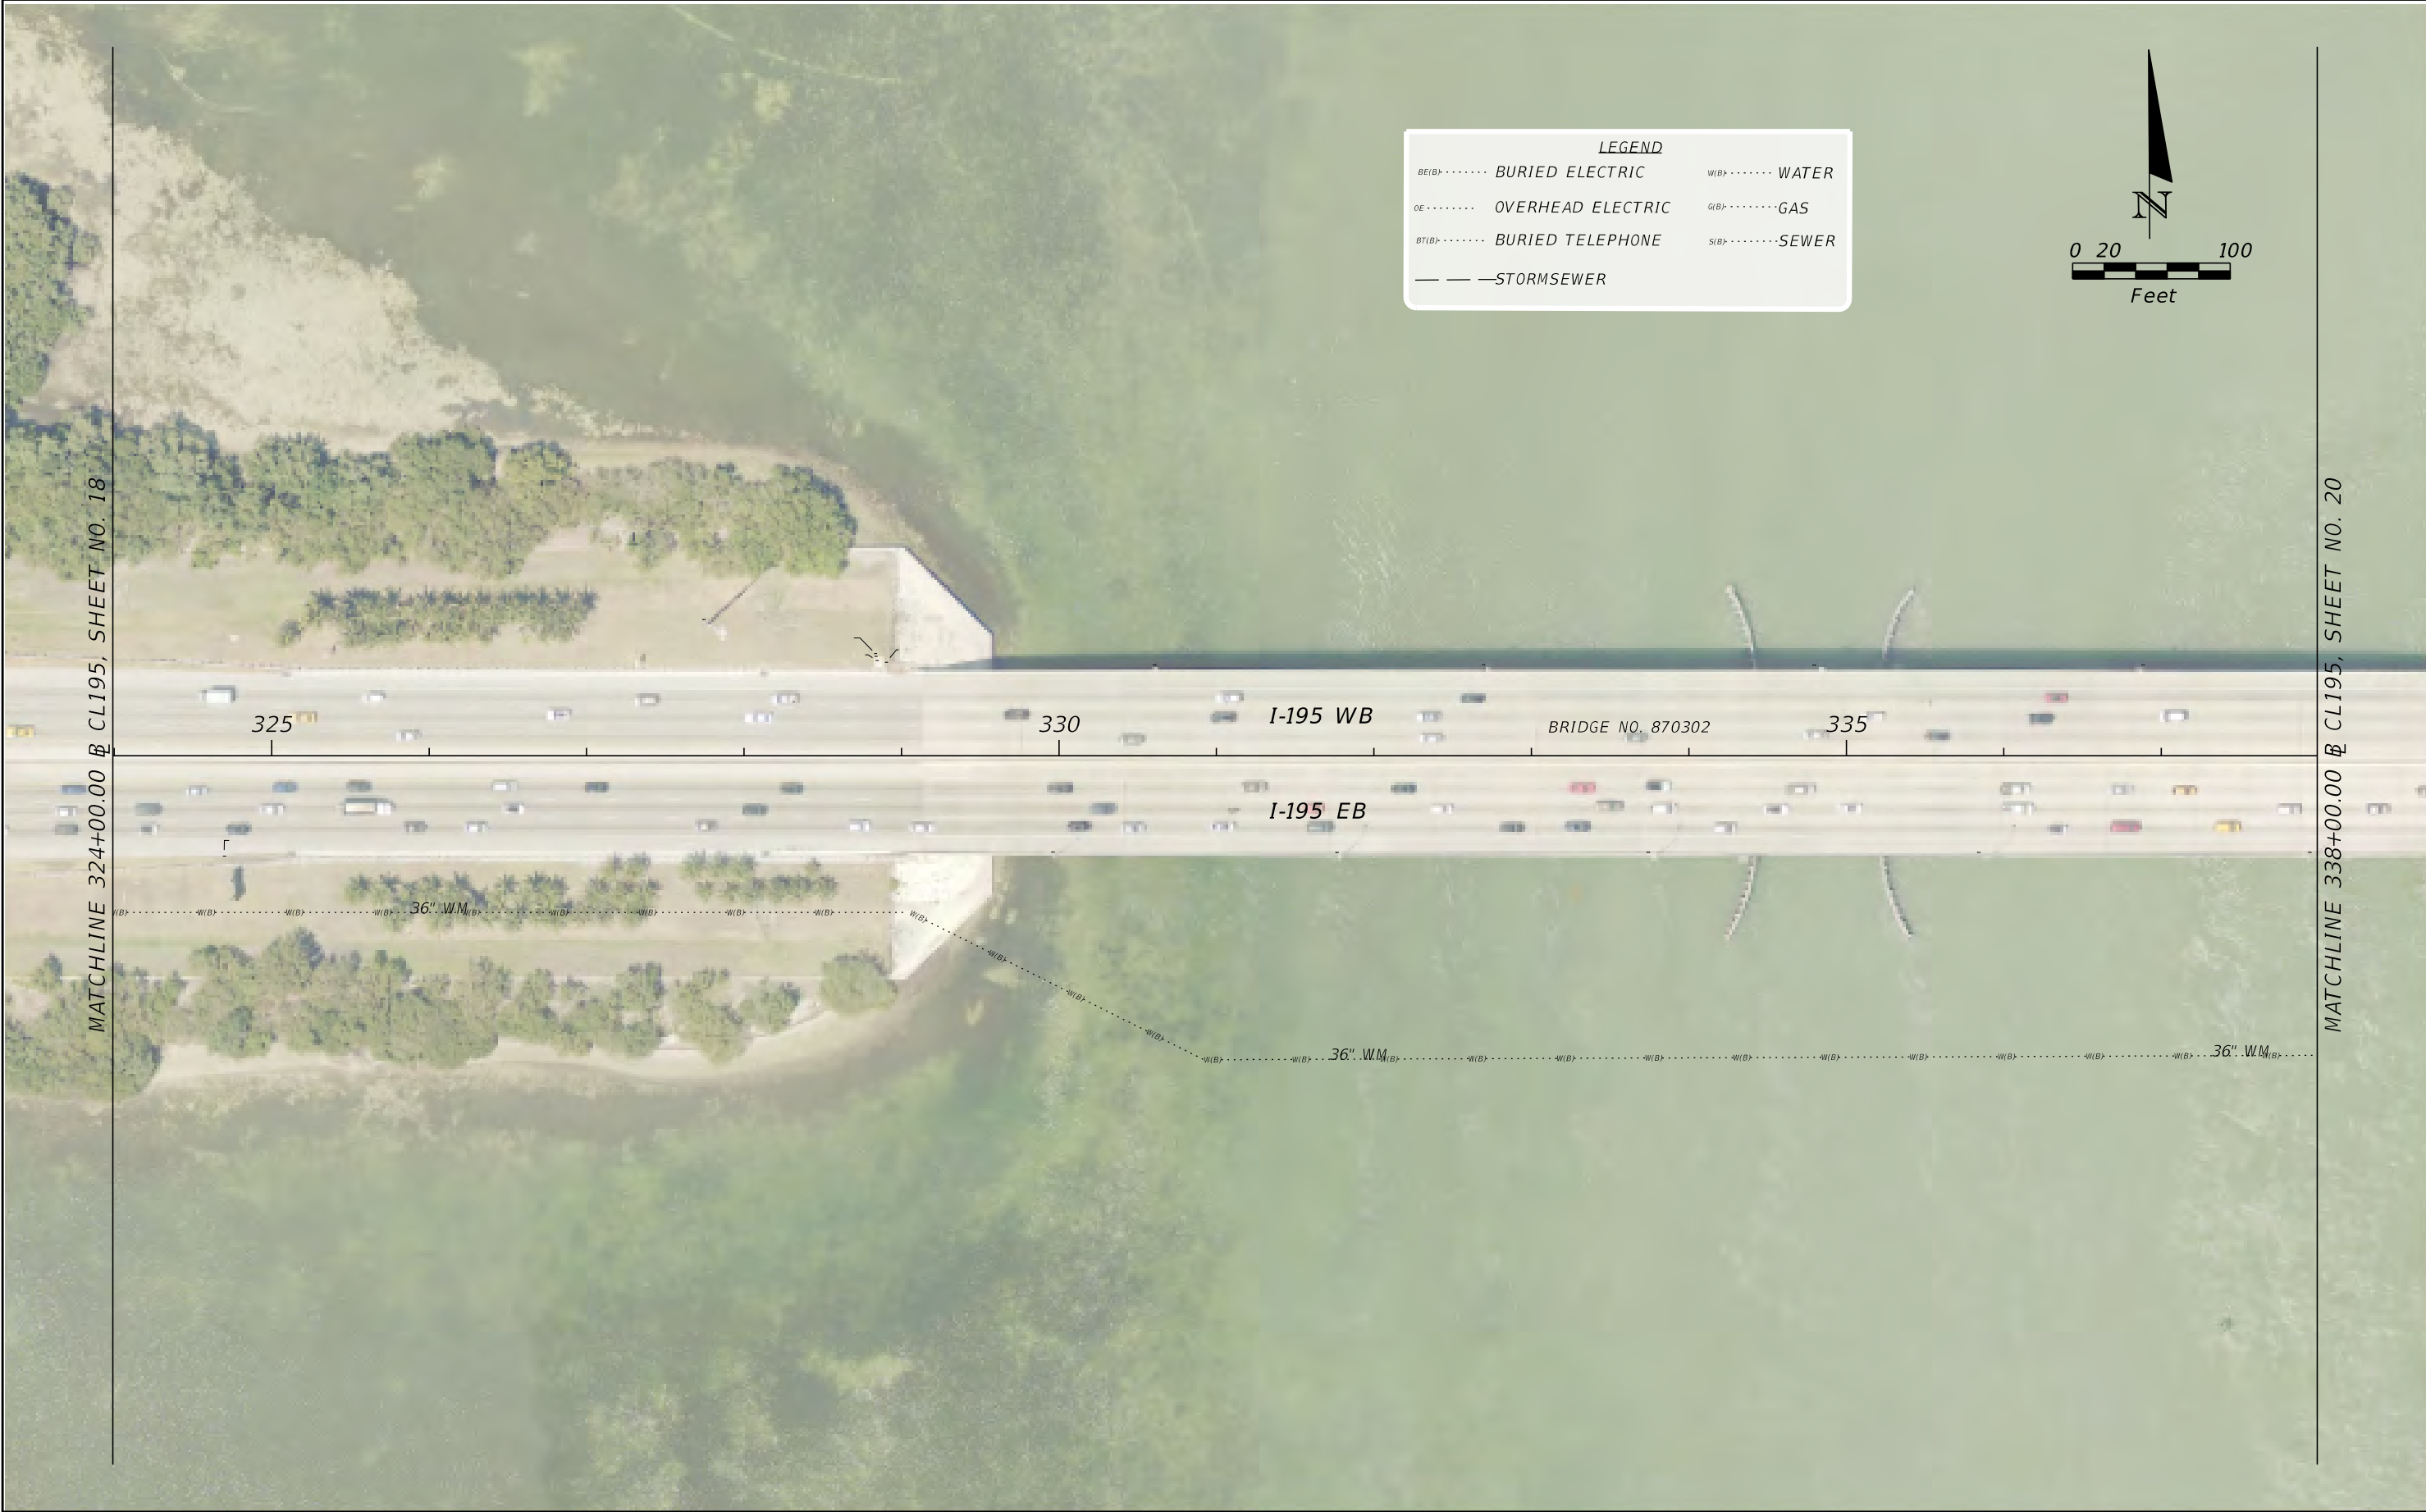 LEGEND
BE(B) BURIED ELECTRIC W(B) WATER
OE OVERHEAD ELECTRIC G(B) GAS
BT(B) BURIED TELEPHONE S(B) SEWER
STORMSEWER
N
0 20 100
Feet
MATCHLINE 324+00.00 ⅊ CL195, SHEET NO. 18
MATCHLINE 338+00.00 ⅊ CL195, SHEET NO. 20
I-195 WB
BRIDGE NO. 870302
325 330 335
I-195 EB
W(B) W(B) W(B) W(B) 36" WM W(B) W(B) W(B) W(B) W(B) W(B)
W(B)
W(B)
W(B)
W(B) W(B) 36" WM W(B) W(B) W(B) W(B) W(B) W(B) W(B) W(B) W(B) W(B) 36" WM W(B)